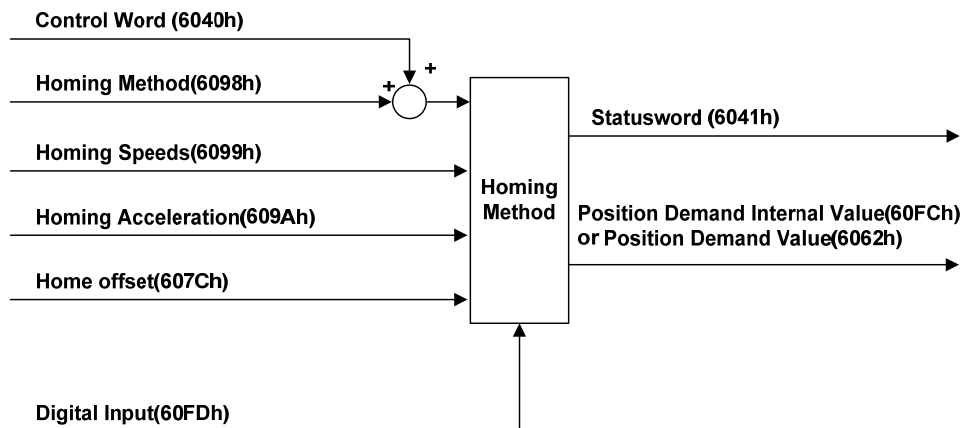 Control Word (6040h)
+
+
Homing Method(6098h)
Homing Speeds(6099h)
Homing Acceleration(609Ah)
Home offset(607Ch)
Digital Input(60FDh)
Homing
Method
Statusword (6041h)
Position Demand Internal Value(60FCh)
or Position Demand Value(6062h)